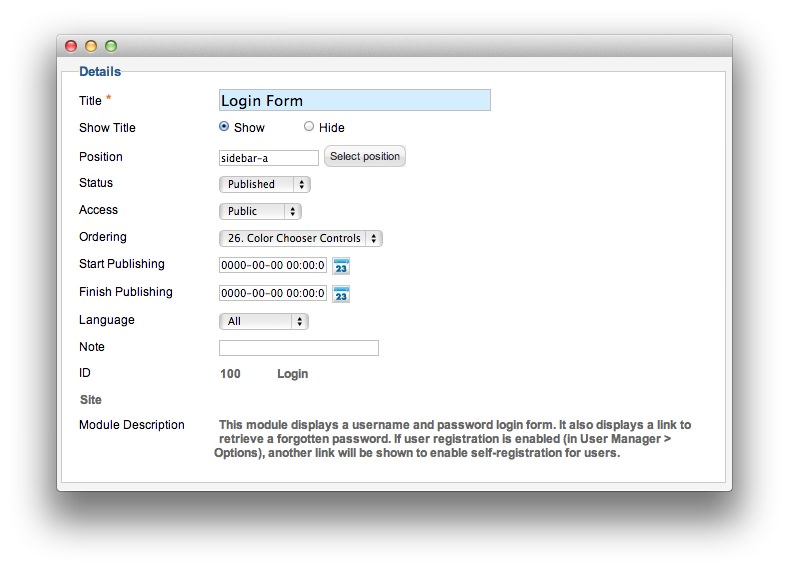 Details
Title * Login Form
Show Title Show Hide
Position sidebar-a Select position
Status Published
Access Public
Ordering 26. Color Chooser Controls
Start Publishing 0000-00-00 00:00:0 23
Finish Publishing 0000-00-00 00:00:0 23
Language All
Note
ID 100 Login
Site
Module Description This module displays a username and password login form. It also displays a link to
retrieve a forgotten password. If user registration is enabled (in User Manager >
Options), another link will be shown to enable self-registration for users.